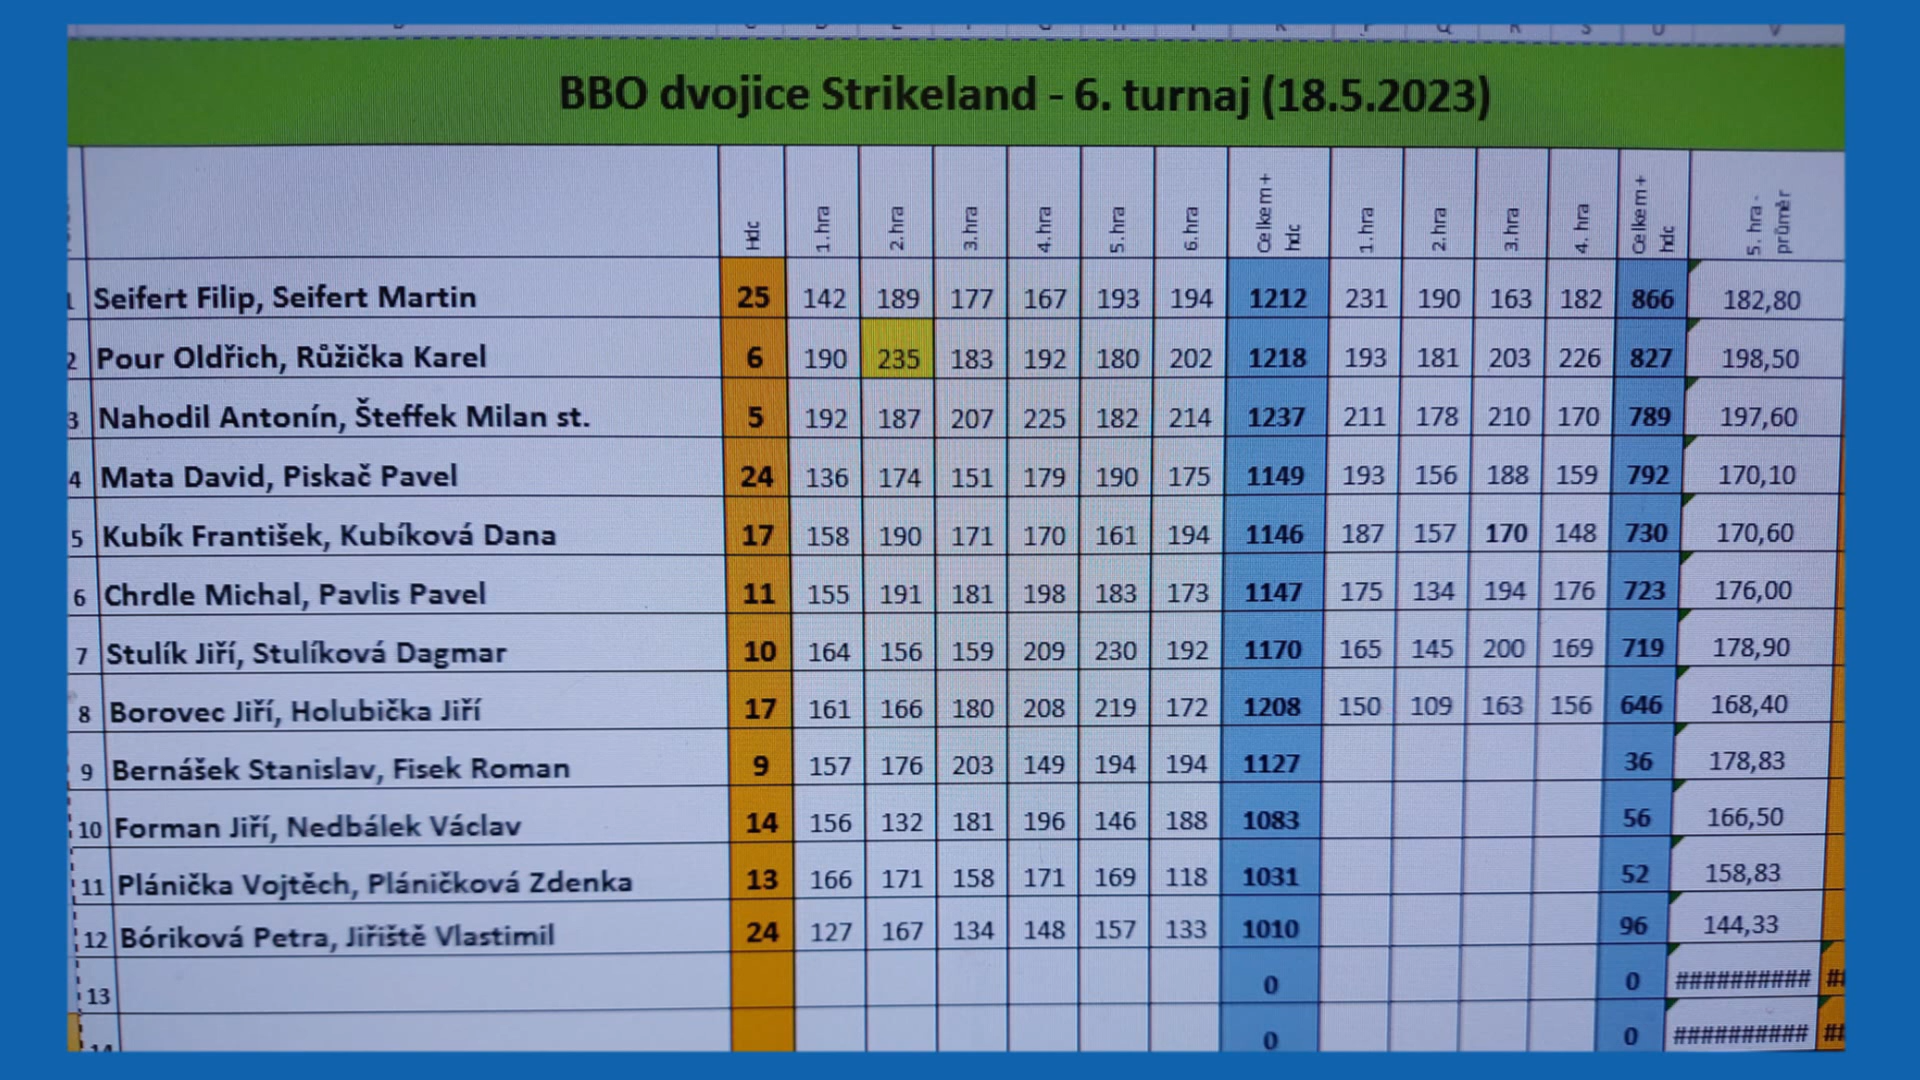 BBO dvojice Strikeland - 6. turnaj (18.5.2023)
Hdc 1.hra 2.hra 3.hra 4.hra 5.hra 6.hra Celkem+ hdc 1.hra 2.hra 3.hra 4. hra Celkem+ hdc 5. hra - průměr
1 Seifert Filip, Seifert Martin 25 142 189 177 167 193 194 1212 231 190 163 182 866 182,80
2 Pour Oldřich, Růžička Karel 6 190 235 183 192 180 202 1218 193 181 203 226 827 198,50
3 Nahodil Antonín, Šteffek Milan st. 5 192 187 207 225 182 214 1237 211 178 210 170 789 197,60
4 Mata David, Piskač Pavel 24 136 174 151 179 190 175 1149 193 156 188 159 792 170,10
5 Kubík František, Kubíková Dana 17 158 190 171 170 161 194 1146 187 157 170 148 730 170,60
6 Chrdle Michal, Pavlis Pavel 11 155 191 181 198 183 173 1147 175 134 194 176 723 176,00
7 Stulík Jiří, Stulíková Dagmar 10 164 156 159 209 230 192 1170 165 145 200 169 719 178,90
8 Borovec Jiří, Holubička Jiří 17 161 166 180 208 219 172 1208 150 109 163 156 646 168,40
9 Bernášek Stanislav, Fisek Roman 9 157 176 203 149 194 194 1127 36 178,83
10 Forman Jiří, Nedbálek Václav 14 156 132 181 196 146 188 1083 56 166,50
11 Plánička Vojtěch, Pláničková Zdenka 13 166 171 158 171 169 118 1031 52 158,83
12 Bóriková Petra, Jiřiště Vlastimil 24 127 167 134 148 157 133 1010 96 144,33
13 0 0 ########## ##
14 0 0 ########## ##